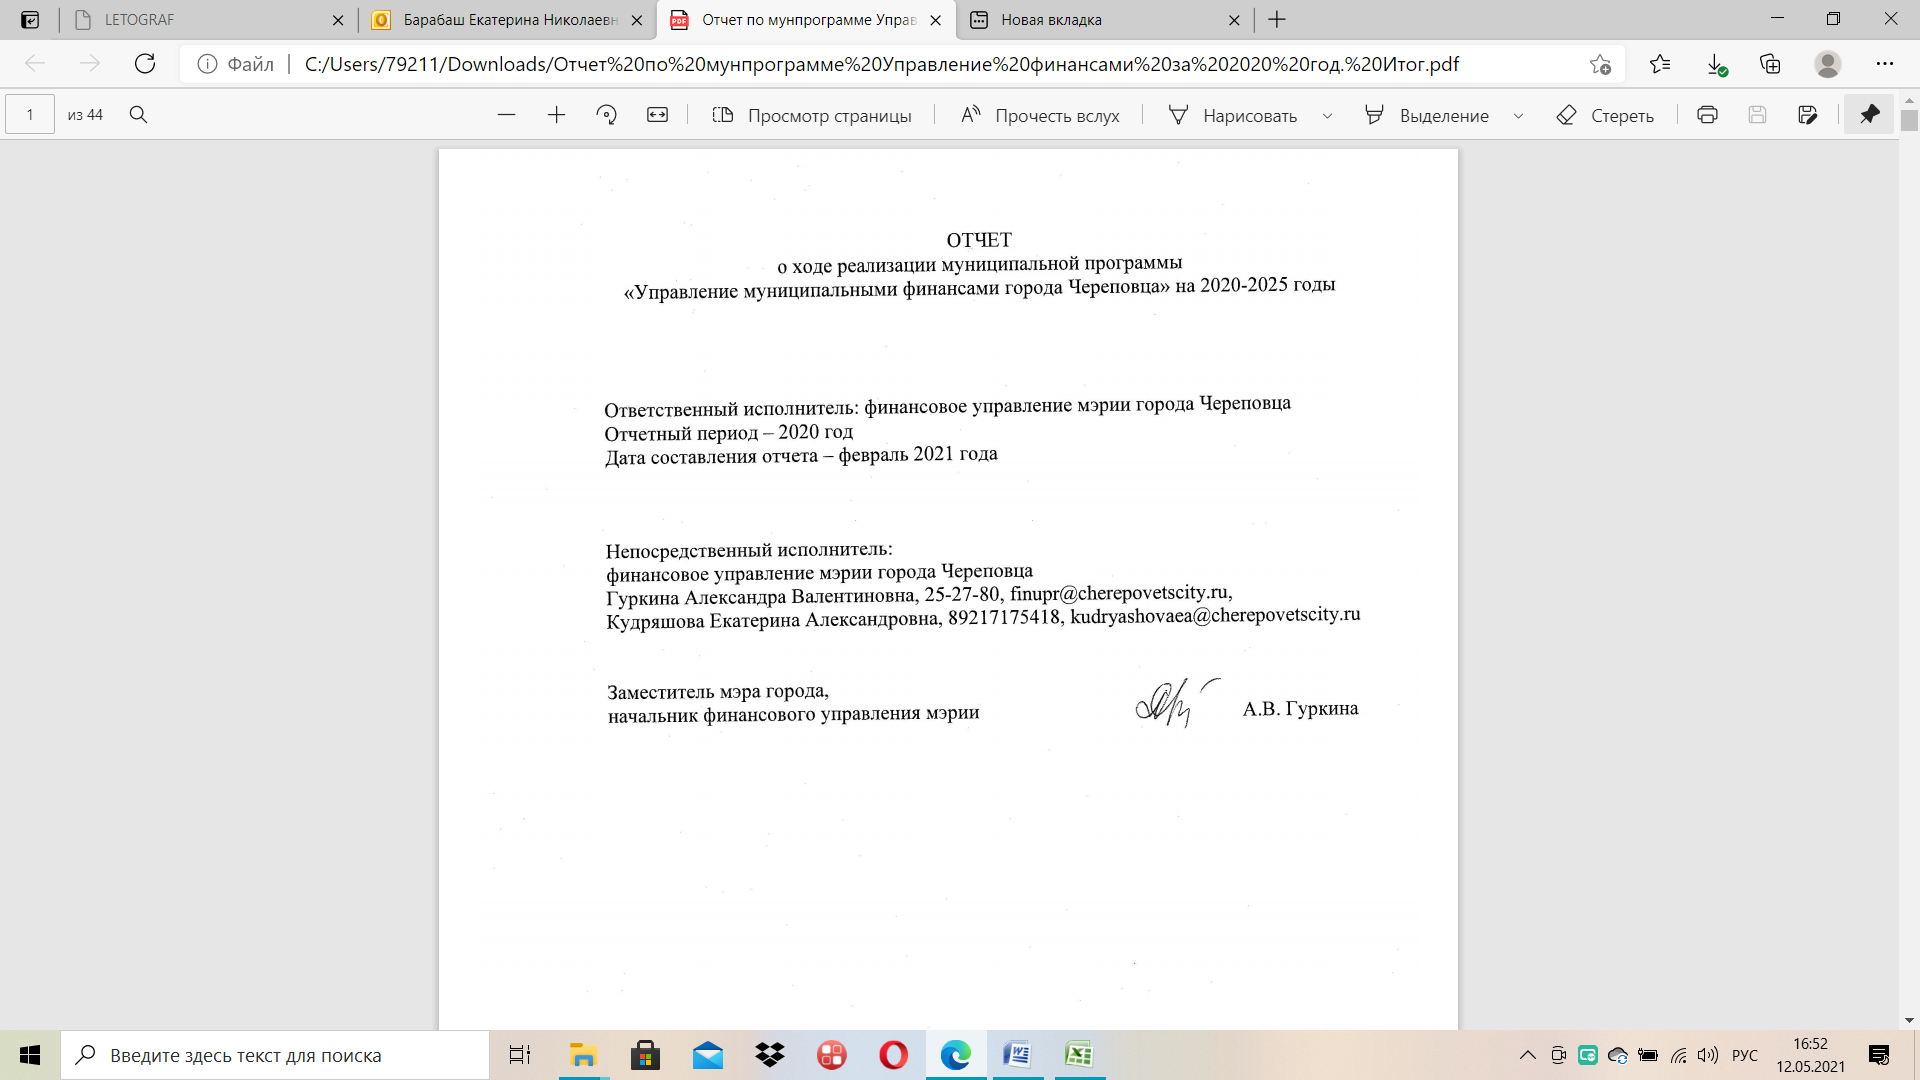 LETOGRAF
Барабаш Екатерина Николаевн
Отчет по мунпрограмме Управ
Новая вкладка
Файл
C:/Users/79211/Downloads/Отчет%20по%20мунпрограмме%20Управление%20финансами%20за%202020%20год.%20Итог.pdf
1 из 44
Просмотр страницы
Прочесть вслух
Нарисовать
Выделение
Стереть
ОТЧЕТ
о ходе реализации муниципальной программы
«Управление муниципальными финансами города Череповца» на 2020-2025 годы
Ответственный исполнитель: финансовое управление мэрии города Череповца
Отчетный период – 2020 год
Дата составления отчета – февраль 2021 года
Непосредственный исполнитель:
финансовое управление мэрии города Череповца
Гуркина Александра Валентиновна, 25-27-80, finupr@cherepovetscity.ru,
Кудряшова Екатерина Александровна, 89217175418, kudryashovaea@cherepovetscity.ru
Заместитель мэра города,
начальник финансового управления мэрии
А.В. Гуркина
Введите здесь текст для поиска
РУС
16:52
12.05.2021